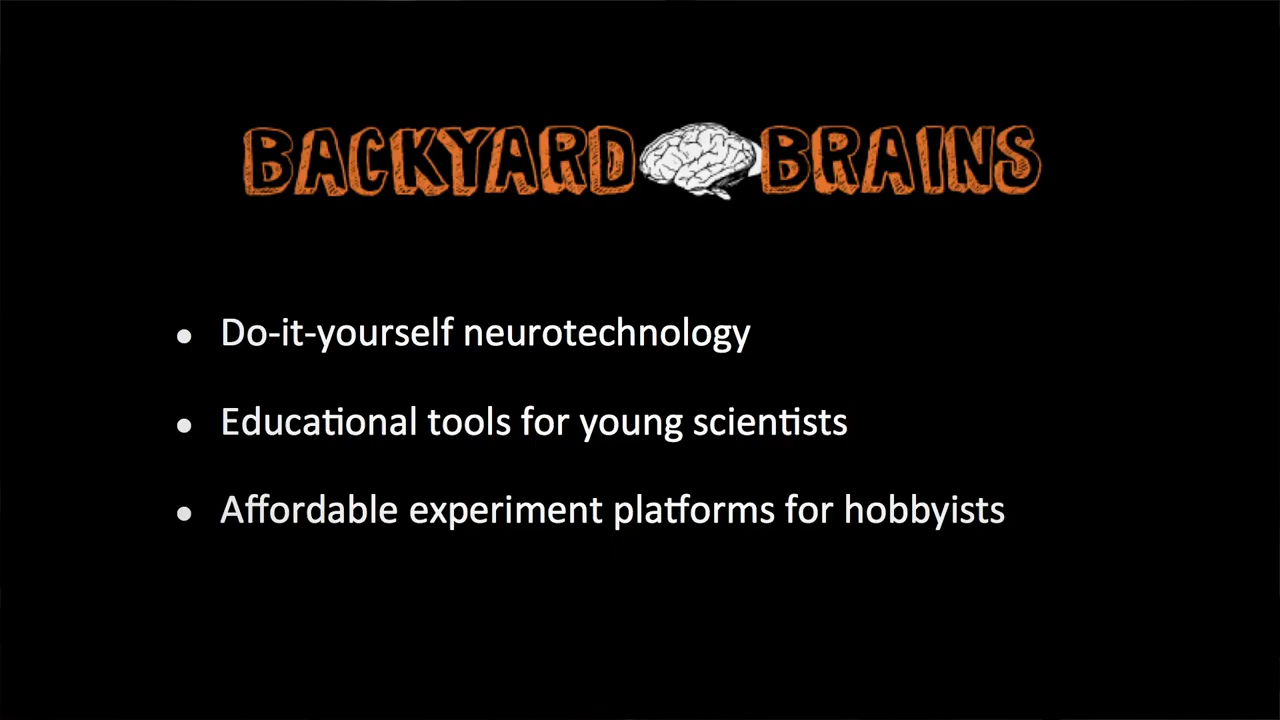 BACKYARD BRAINS
• Do-it-yourself neurotechnology
• Educational tools for young scientists
• Affordable experiment platforms for hobbyists